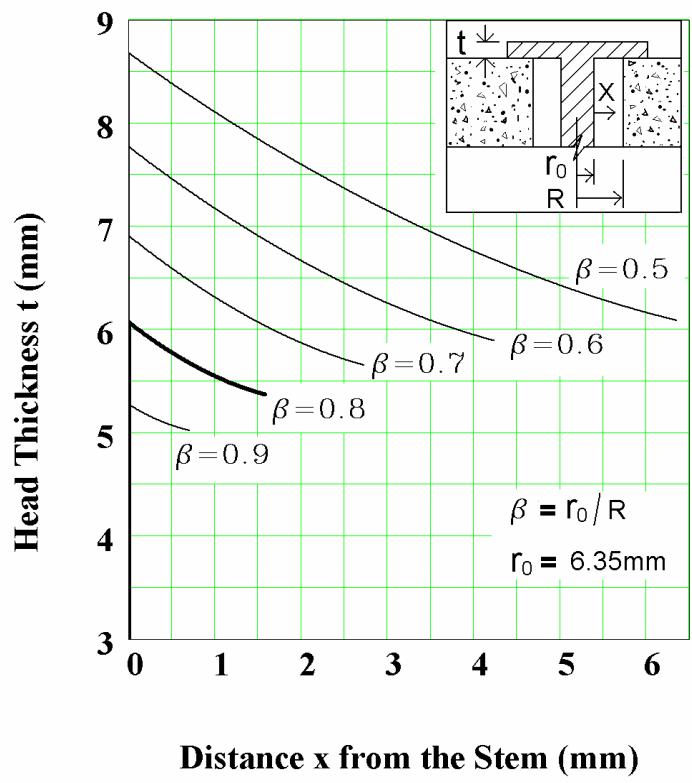 9
8
7
6
5
4
3
Head Thickness t (mm)
t
X
r₀
R
β=0.5
β=0.6
β=0.7
β=0.8
β=0.9
β = r₀/R
r₀ = 6.35mm
0 1 2 3 4 5 6
Distance x from the Stem (mm)